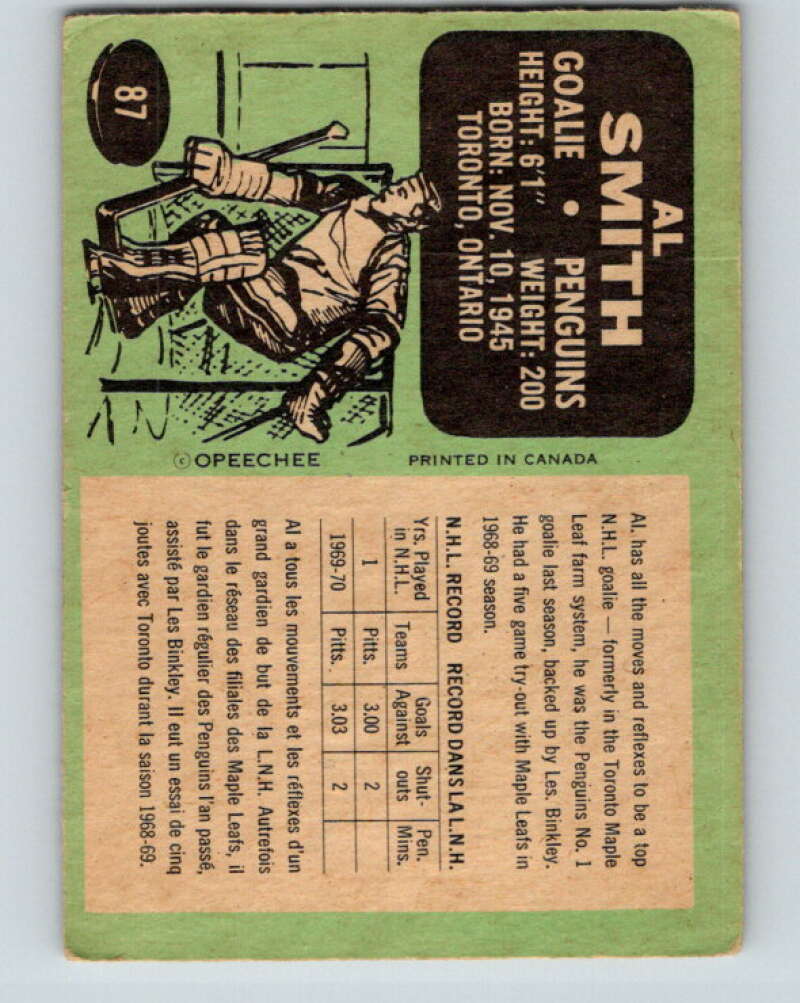 AL
SMITH
GOALIE • PENGUINS
HEIGHT: 6'1" WEIGHT: 200
BORN: NOV. 10, 1945
TORONTO, ONTARIO
87
© OPEECHEE
PRINTED IN CANADA
Al. has all the moves and reflexes to be a top
N.H.L. goalie — formerly in the Toronto Maple
Leaf farm system, he was the Penguins No. 1
goalie last season, backed up by Les. Binkley.
He had a five game try-out with Maple Leafs in
1968-69 season.
N.H.L. RECORD RECORD DANS LA L.N.H.
Yrs. Played in N.H.L. Teams Goals Against Shut-outs Pen. Mins.
1 Pitts. 3.00 2
1969-70 Pitts. 3.03 2
Al a tous les mouvements et les réflexes d'un
grand gardien de but de la L.N.H. Autrefois
dans le réseau des filiales des Maple Leafs, il
fut le gardien régulier des Penguins l'an passé,
assisté par Les Binkley. Il eut un essai de cinq
joutes avec Toronto durant la saison 1968-69.